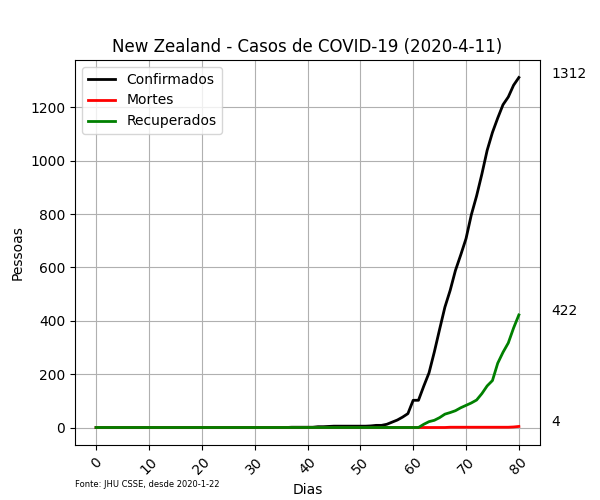 New Zealand - Casos de COVID-19 (2020-4-11)
Confirmados
Mortes
Recuperados
1312
422
4
1200
1000
800
600
400
200
0
Pessoas
0 10 20 30 40 50 60 70 80
Fonte: JHU CSSE, desde 2020-1-22
Dias